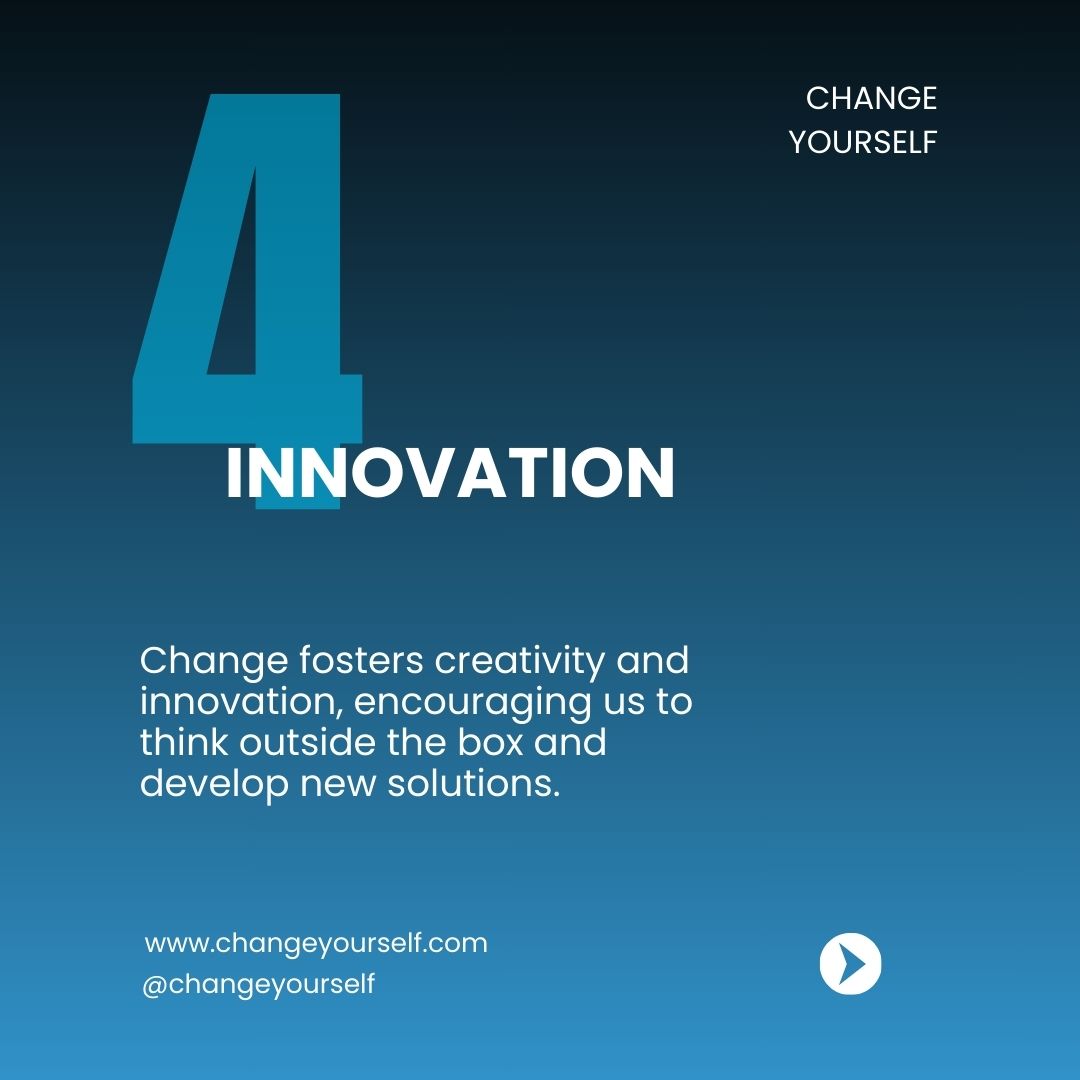 4
CHANGE
YOURSELF
INNOVATION
Change fosters creativity and
innovation, encouraging us to
think outside the box and
develop new solutions.
www.changeyourself.com
@changeyourself